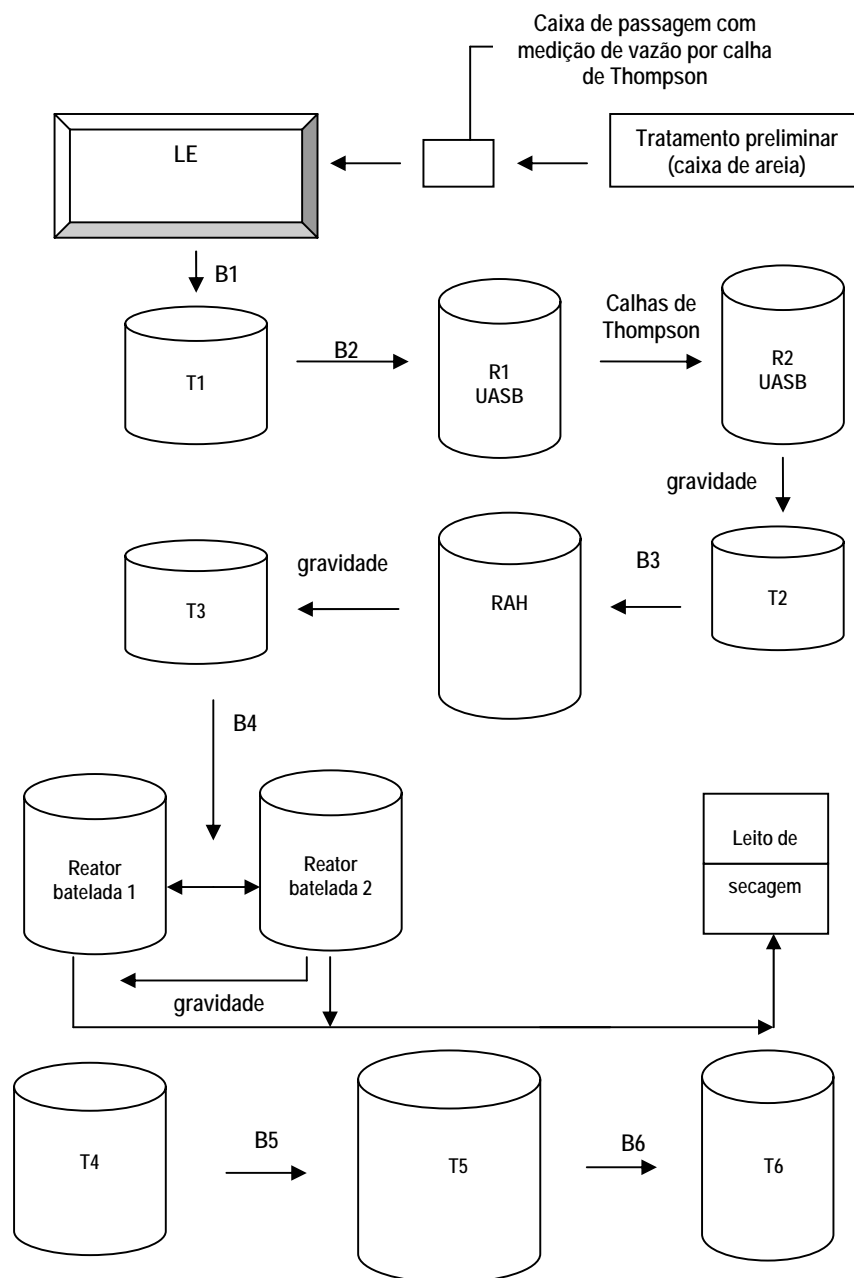 Caixa de passagem com
medição de vazão por calha
de Thompson
Tratamento preliminar
(caixa de areia)
LE
B1
T1
B2
R1
UASB
Calhas de
Thompson
R2
UASB
gravidade
T2
B3
RAH
gravidade
T3
B4
Reator
batelada 1
Reator
batelada 2
Leito de
secagem
gravidade
T4
B5
T5
B6
T6